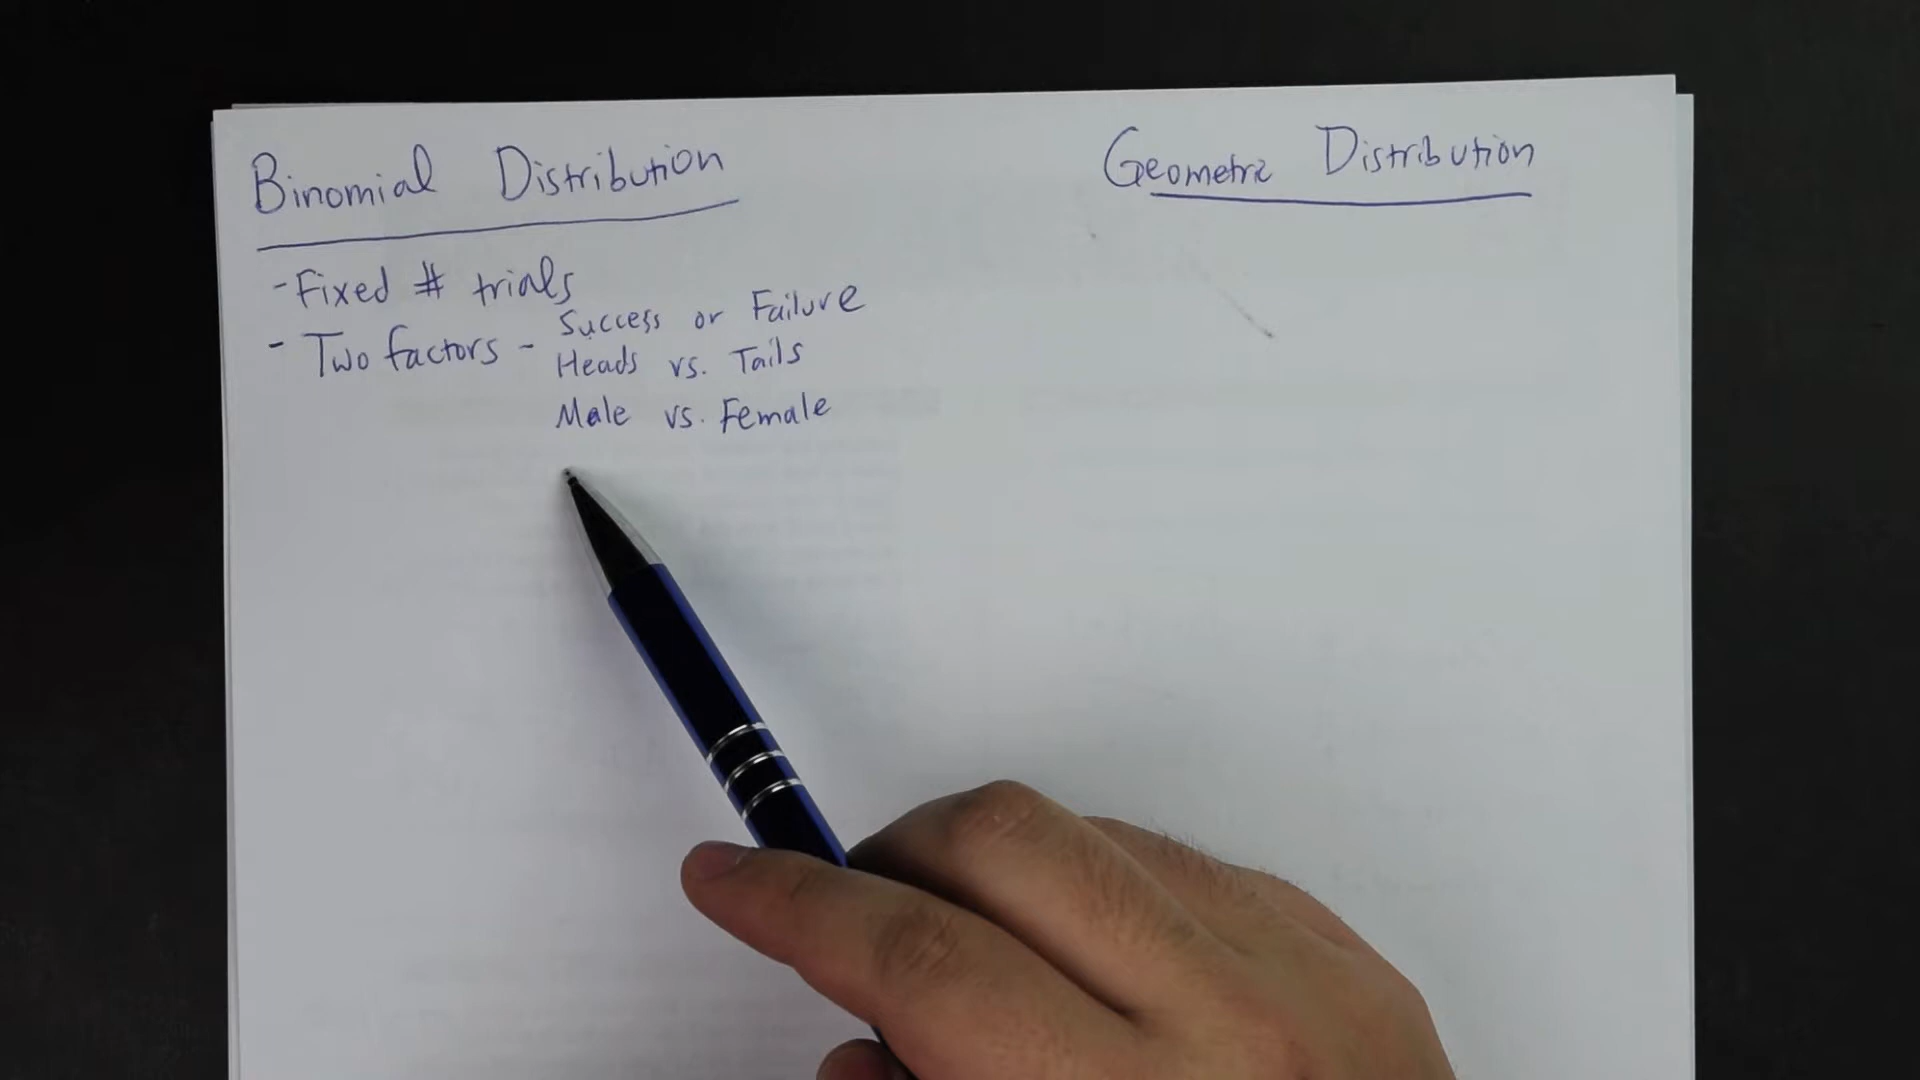 Binomial Distribution
Geometric Distribution
- Fixed # trials
- Two factors - Success or Failure
Heads vs. Tails
Male vs. Female